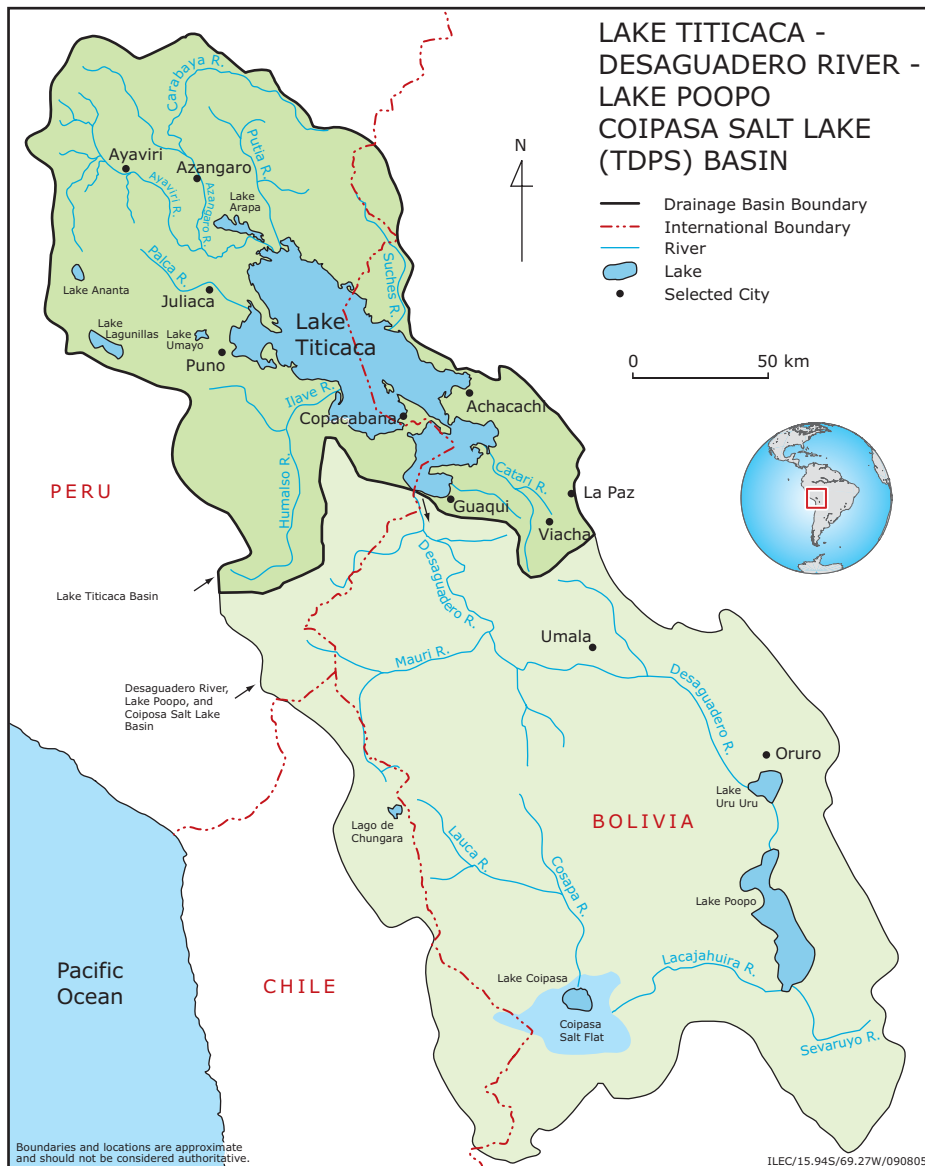 LAKE TITICACA -
DESAGUADERO RIVER -
LAKE POOPO
COIPASA SALT LAKE
(TDPS) BASIN
N
Drainage Basin Boundary
International Boundary
River
Lake
Selected City
0 50 km
Carabaya R.
Putia R.
Ayaviri
Azangaro
Ayaviri R.
Azangaro R.
Lake
Arapa
Suches R.
Palca R.
Lake Ananta
Juliaca
Lake
Lagunillas
Lake
Umayo
Puno
Lake
Titicaca
Ilave R.
Copacabana
Achacachi
Catari R.
La Paz
Guaqui
Viacha
PERU
Humalso R.
Lake Titicaca Basin
Desaguadero R.
Umala
Mauri R.
Desaguadero R.
Desaguadero River,
Lake Poopo, and
Coiposa Salt Lake
Basin
Oruro
Lake
Uru Uru
BOLIVIA
Lago de
Chungara
Lauca R.
Cosapa R.
Lake Poopo
Lacajahuira R.
Pacific
Ocean
CHILE
Lake Coipasa
Coipasa
Salt Flat
Sevaruyo R.
Boundaries and locations are approximate
and should not be considered authoritative.
ILEC/15.94S/69.27W/090805